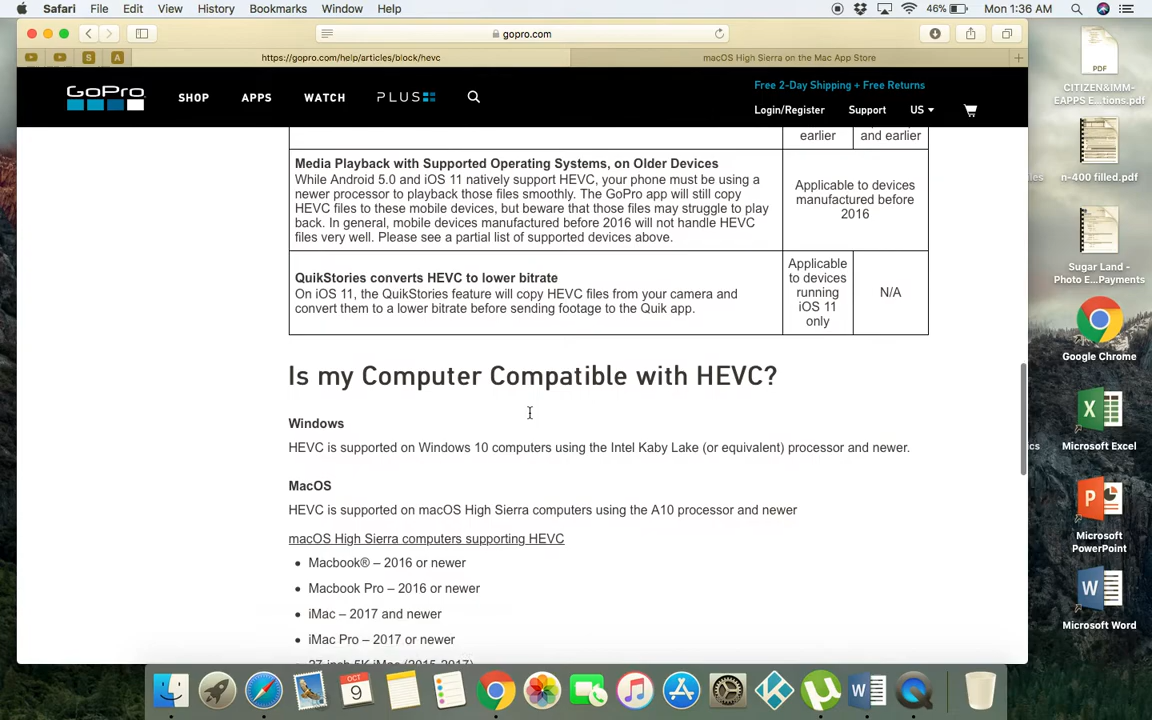 Safari File Edit View History Bookmarks Window Help 46% Mon 1:36 AM
gopro.com
S A https://gopro.com/help/articles/block/hevc macOS High Sierra on the Mac App Store
GoPro SHOP APPS WATCH PLUS
Free 2-Day Shipping + Free Returns
Login/Register Support US
earlier and earlier
Media Playback with Supported Operating Systems, on Older Devices
While Android 5.0 and iOS 11 natively support HEVC, your phone must be using a
newer processor to playback those files smoothly. The GoPro app will still copy
HEVC files to these mobile devices, but beware that those files may struggle to play
back. In general, mobile devices manufactured before 2016 will not handle HEVC
files very well. Please see a partial list of supported devices above.
Applicable to devices
manufactured before
2016
QuikStories converts HEVC to lower bitrate
On iOS 11, the QuikStories feature will copy HEVC files from your camera and
convert them to a lower bitrate before sending footage to the Quik app.
Applicable
to devices
running
iOS 11
only
N/A
Is my Computer Compatible with HEVC?
Windows
HEVC is supported on Windows 10 computers using the Intel Kaby Lake (or equivalent) processor and newer.
MacOS
HEVC is supported on macOS High Sierra computers using the A10 processor and newer
macOS High Sierra computers supporting HEVC
• Macbook® – 2016 or newer
• Macbook Pro – 2016 or newer
• iMac – 2017 and newer
• iMac Pro – 2017 or newer
27-inch 5K iMac (2015-2017)
PDF
CITIZEN&IMM-
EAPPS E...tions.pdf
n-400 filled.pdf
Sugar Land -
Photo E...Payments
Google Chrome
Microsoft Excel
Microsoft
PowerPoint
Microsoft Word
OCT
9